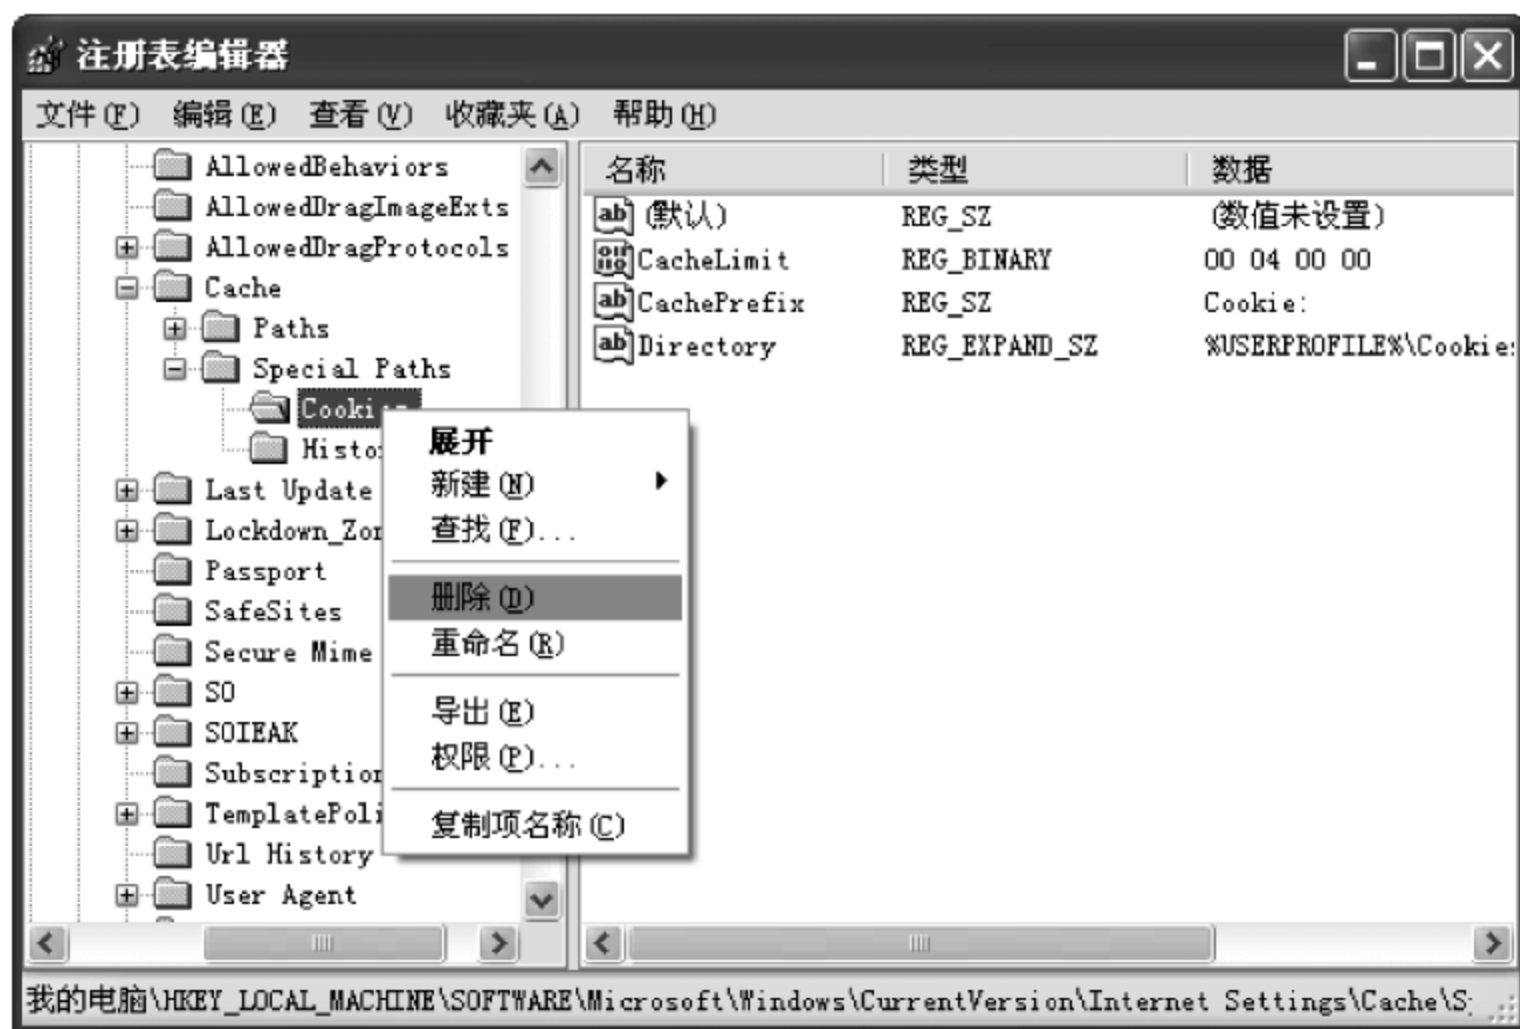 注册表编辑器
文件(F) 编辑(E) 查看(V) 收藏夹(A) 帮助(H)
AllowedBehaviors
AllowedDragImageExts
AllowedDragProtocols
Cache
Paths
Special Paths
Cooki
Histo
Last Update
Lockdown_Zon
Passport
SafeSites
Secure Mime
SO
SOIEAK
Subscription
TemplatePoli
Url History
User Agent
展开
新建(N)
查找(F)...
删除(D)
重命名(R)
导出(E)
权限(P)...
复制项名称(C)
名称 类型 数据
(默认) REG_SZ (数值未设置)
CacheLimit REG_BINARY 00 04 00 00
CachePrefix REG_SZ Cookie:
Directory REG_EXPAND_SZ %USERPROFILE%\Cookie
我的电脑\HKEY_LOCAL_MACHINE\SOFTWARE\Microsoft\Windows\CurrentVersion\Internet Settings\Cache\S